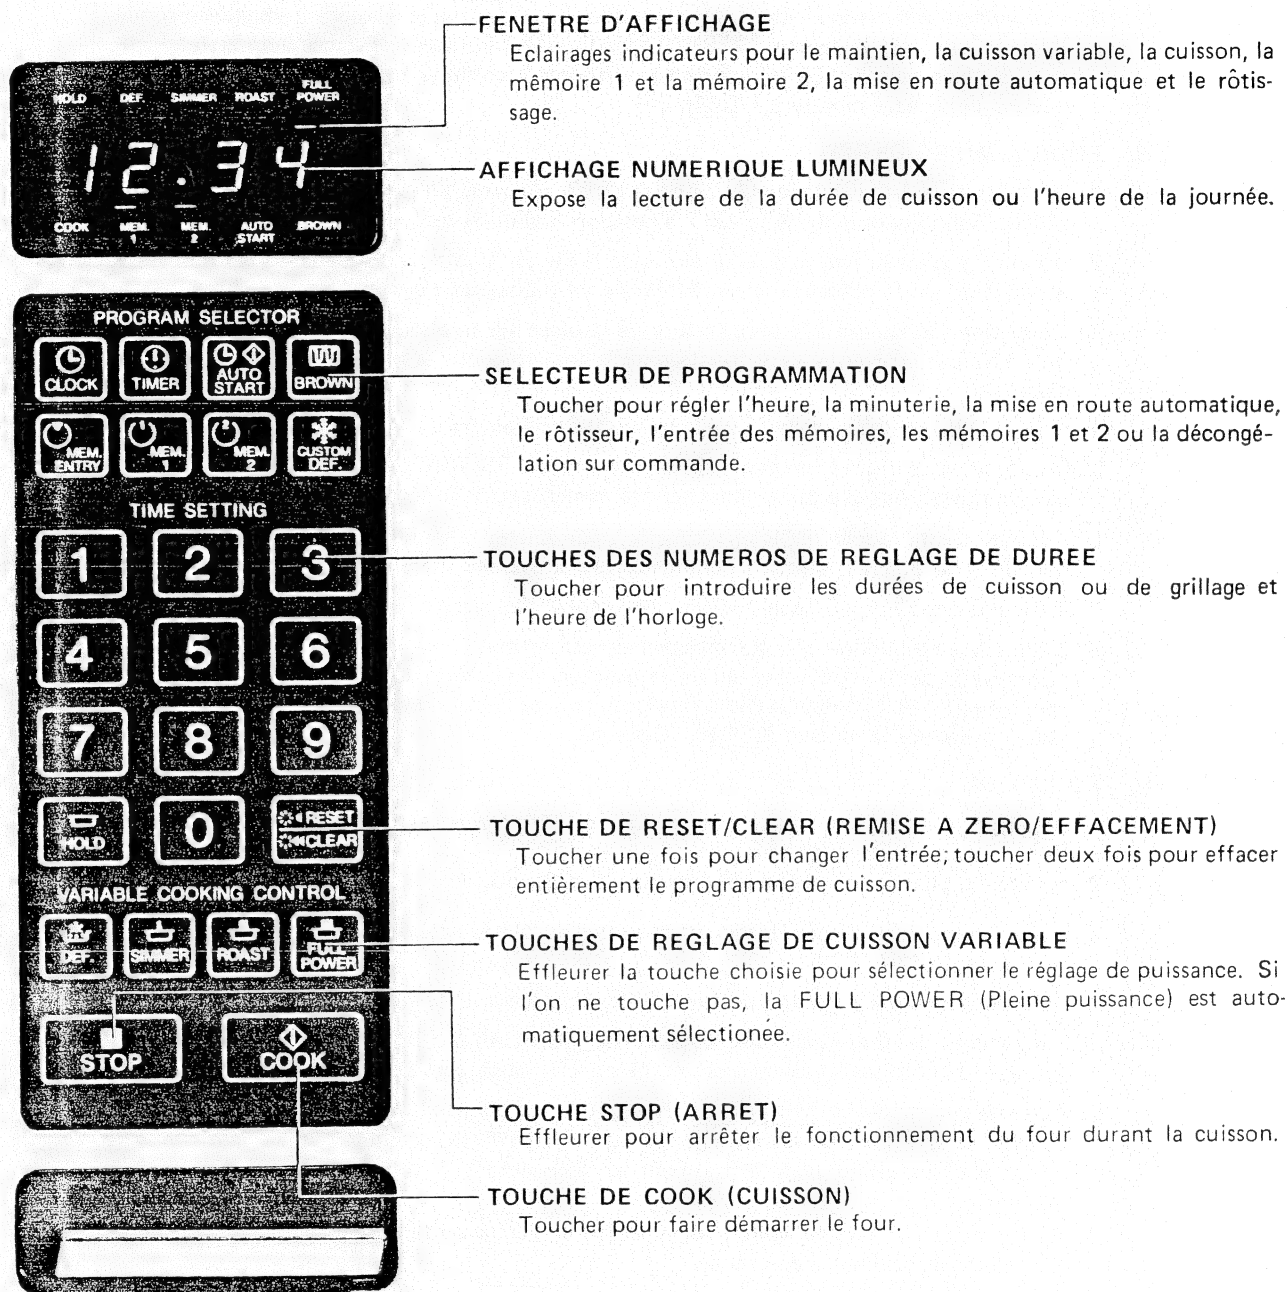 FENETRE D'AFFICHAGE
Eclairages indicateurs pour le maintien, la cuisson variable, la cuisson, la
mêmoire 1 et la mémoire 2, la mise en route automatique et le rôtis-
sage.
HOLD DEF. SIMMER ROAST FULL POWER
12.34
COOK MEM. 1 MEM. 2 AUTO START BROWN
AFFICHAGE NUMERIQUE LUMINEUX
Expose la lecture de la durée de cuisson ou l'heure de la journée.
PROGRAM SELECTOR
CLOCK TIMER AUTO START BROWN
MEM. ENTRY MEM. 1 MEM. 2 CUSTOM DEF.
SELECTEUR DE PROGRAMMATION
Toucher pour régler l'heure, la minuterie, la mise en route automatique,
le rôtisseur, l'entrée des mémoires, les mémoires 1 et 2 ou la décongé-
lation sur commande.
TIME SETTING
1 2 3
4 5 6
7 8 9
HOLD 0 RESET CLEAR
TOUCHES DES NUMEROS DE REGLAGE DE DUREE
Toucher pour introduire les durées de cuisson ou de grillage et
l'heure de l'horloge.
TOUCHE DE RESET/CLEAR (REMISE A ZERO/EFFACEMENT)
Toucher une fois pour changer l'entrée; toucher deux fois pour effacer
entièrement le programme de cuisson.
VARIABLE COOKING CONTROL
DEF. SIMMER ROAST FULL POWER
TOUCHES DE REGLAGE DE CUISSON VARIABLE
Effleurer la touche choisie pour sélectionner le réglage de puissance. Si
l'on ne touche pas, la FULL POWER (Pleine puissance) est auto-
matiquement sélectionée.
STOP COOK
TOUCHE STOP (ARRET)
Effleurer pour arrêter le fonctionnement du four durant la cuisson.
TOUCHE DE COOK (CUISSON)
Toucher pour faire démarrer le four.